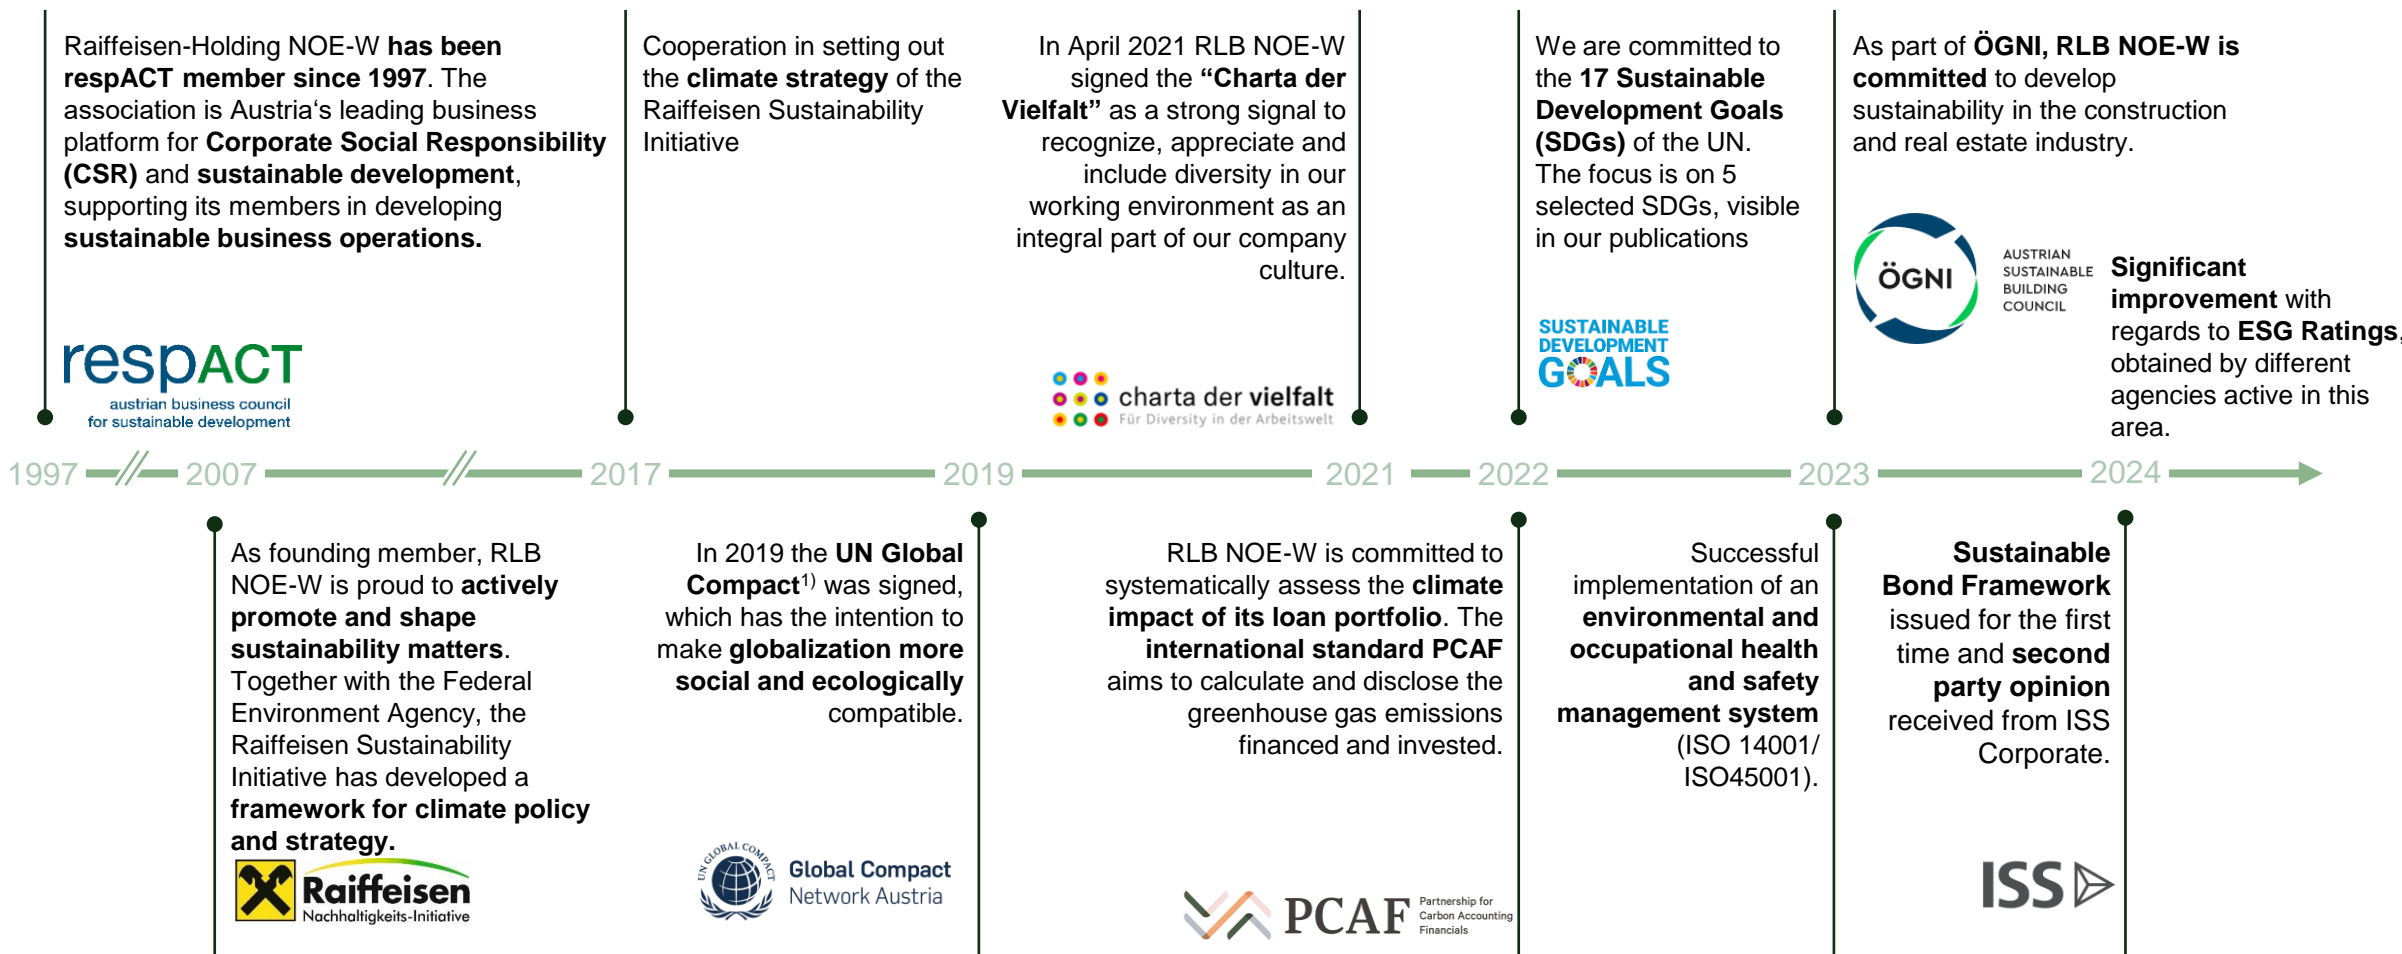 Raiffeisen-Holding NOE-W has been
respACT member since 1997. The
association is Austria‘s leading business
platform for Corporate Social Responsibility
(CSR) and sustainable development,
supporting its members in developing
sustainable business operations.
respACT
austrian business council
for sustainable development
Cooperation in setting out
the climate strategy of the
Raiffeisen Sustainability
Initiative
In April 2021 RLB NOE-W
signed the “Charta der
Vielfalt” as a strong signal to
recognize, appreciate and
include diversity in our
working environment as an
integral part of our company
culture.
charta der vielfalt
Für Diversity in der Arbeitswelt
We are committed to
the 17 Sustainable
Development Goals
(SDGs) of the UN.
The focus is on 5
selected SDGs, visible
in our publications
SUSTAINABLE
DEVELOPMENT
GOALS
As part of ÖGNI, RLB NOE-W is
committed to develop
sustainability in the construction
and real estate industry.
ÖGNI
AUSTRIAN
SUSTAINABLE
BUILDING
COUNCIL
Significant
improvement with
regards to ESG Ratings,
obtained by different
agencies active in this
area.
1997 2007 2017 2019 2021 2022 2023 2024
As founding member, RLB
NOE-W is proud to actively
promote and shape
sustainability matters.
Together with the Federal
Environment Agency, the
Raiffeisen Sustainability
Initiative has developed a
framework for climate policy
and strategy.
Raiffeisen
Nachhaltigkeits-Initiative
In 2019 the UN Global
Compact1) was signed,
which has the intention to
make globalization more
social and ecologically
compatible.
UN GLOBAL COMPACT
Global Compact
Network Austria
RLB NOE-W is committed to
systematically assess the climate
impact of its loan portfolio. The
international standard PCAF
aims to calculate and disclose the
greenhouse gas emissions
financed and invested.
PCAF
Partnership for
Carbon Accounting
Financials
Successful
implementation of an
environmental and
occupational health
and safety
management system
(ISO 14001/
ISO45001).
Sustainable
Bond Framework
issued for the first
time and second
party opinion
received from ISS
Corporate.
ISS